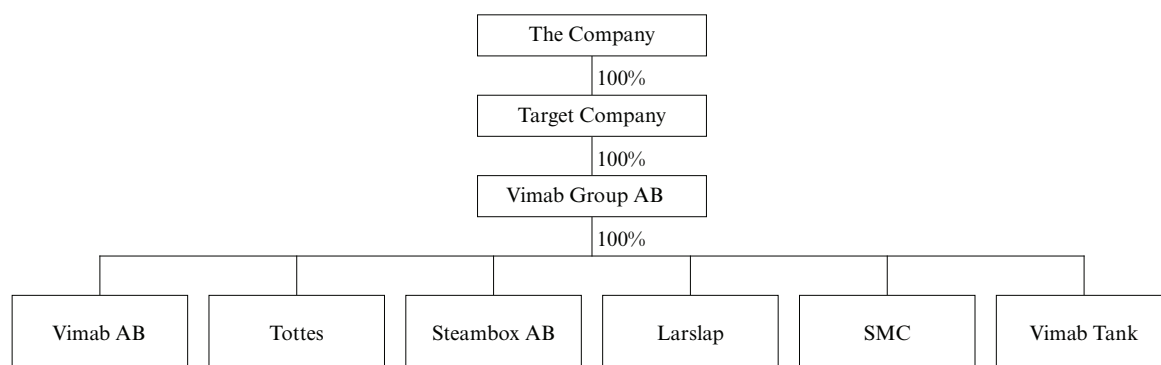 The Company
100%
Target Company
100%
Vimab Group AB
100%
Vimab AB
Tottes
Steambox AB
Larslap
SMC
Vimab Tank